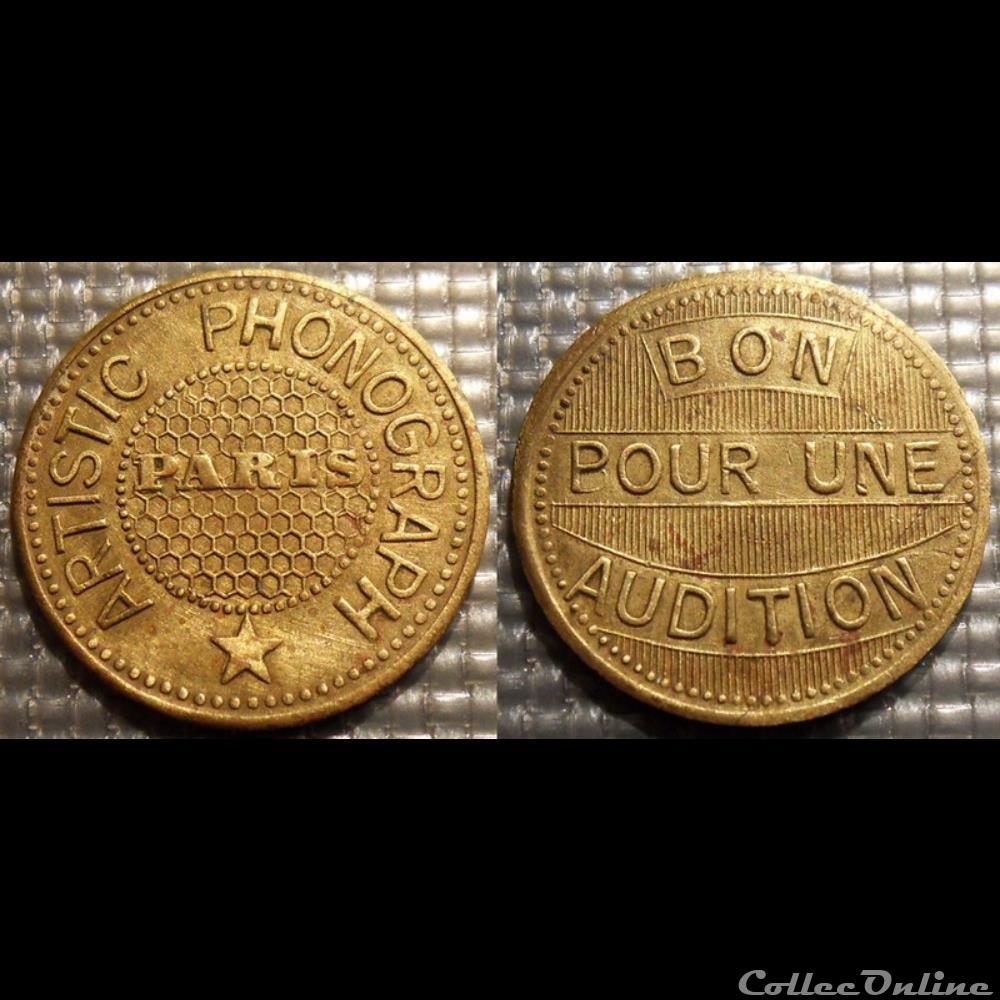 ARTISTIC PHONOGRAPH
PARIS
BON
POUR UNE
AUDITION
CollecOnline